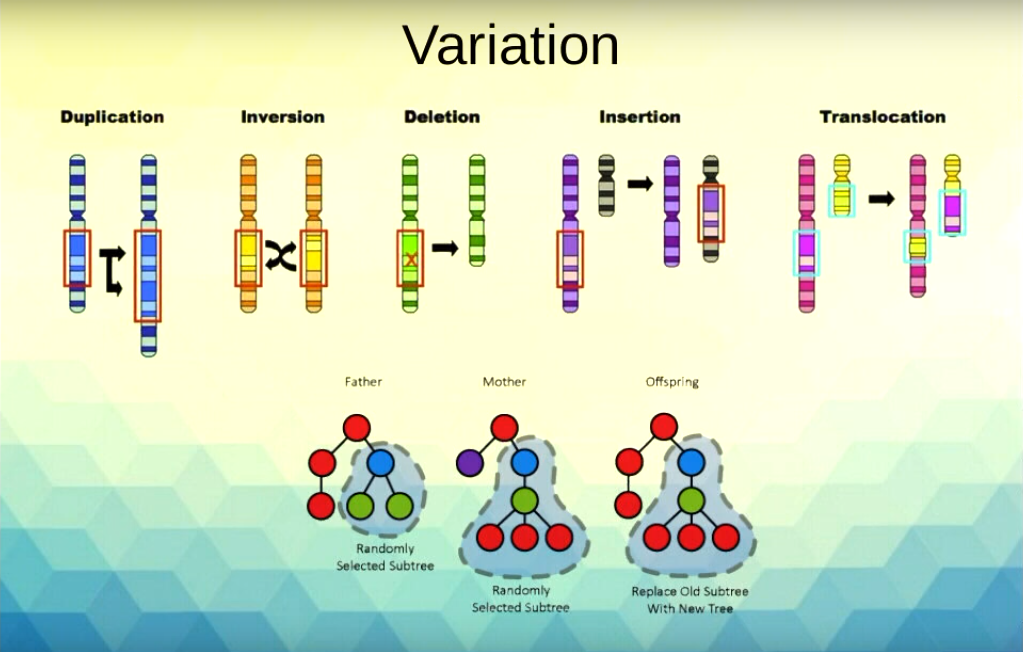 Variation
Duplication
Inversion
Deletion
Insertion
Translocation
X
Father
Mother
Offspring
Randomly
Selected Subtree
Randomly
Selected Subtree
Replace Old Subtree
With New Tree